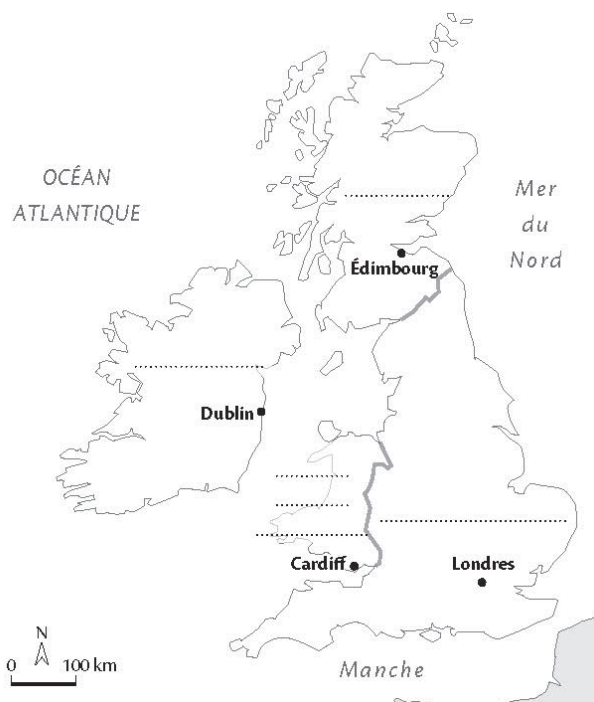 OCÉAN
ATLANTIQUE
Mer
du
Nord
Édimbourg
Dublin
Cardiff
Londres
N
0 100 km
Manche